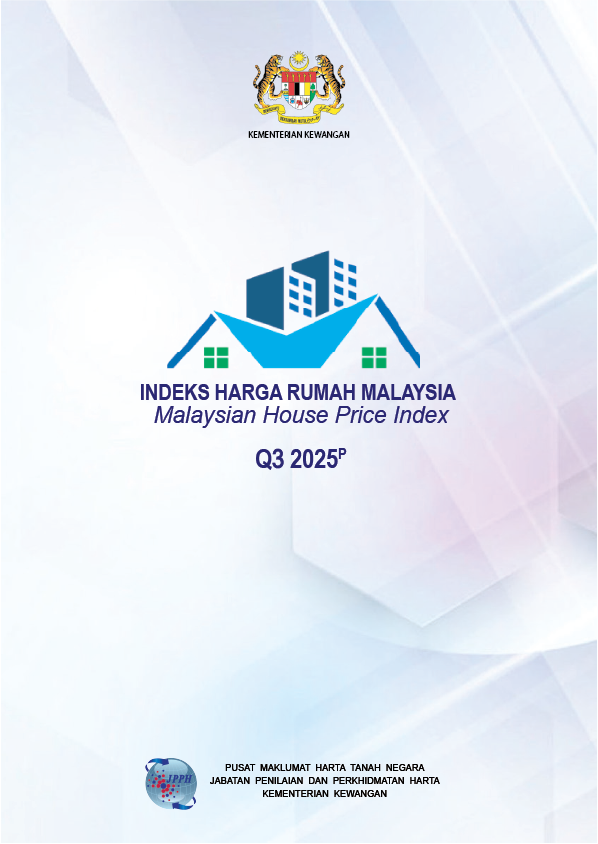 KEMENTERIAN KEWANGAN
INDEKS HARGA RUMAH MALAYSIA
Malaysian House Price Index
Q3 2025ᴾ
JPPH
PUSAT MAKLUMAT HARTA TANAH NEGARA
JABATAN PENILAIAN DAN PERKHIDMATAN HARTA
KEMENTERIAN KEWANGAN